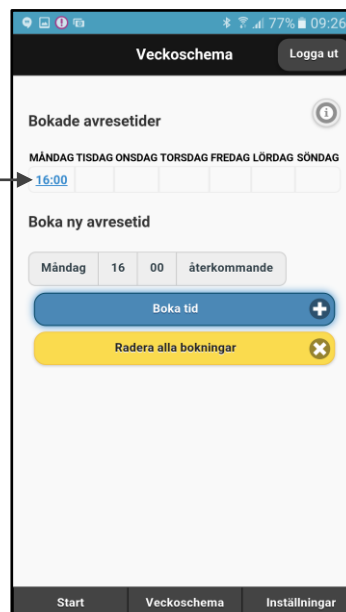 77% 09:26
Veckoschema
Logga ut
Bokade avresetider
MÅNDAG TISDAG ONSDAG TORSDAG FREDAG LÖRDAG SÖNDAG
16:00
Boka ny avresetid
Måndag 16 00 återkommande
Boka tid
Radera alla bokningar
Start Veckoschema Inställningar